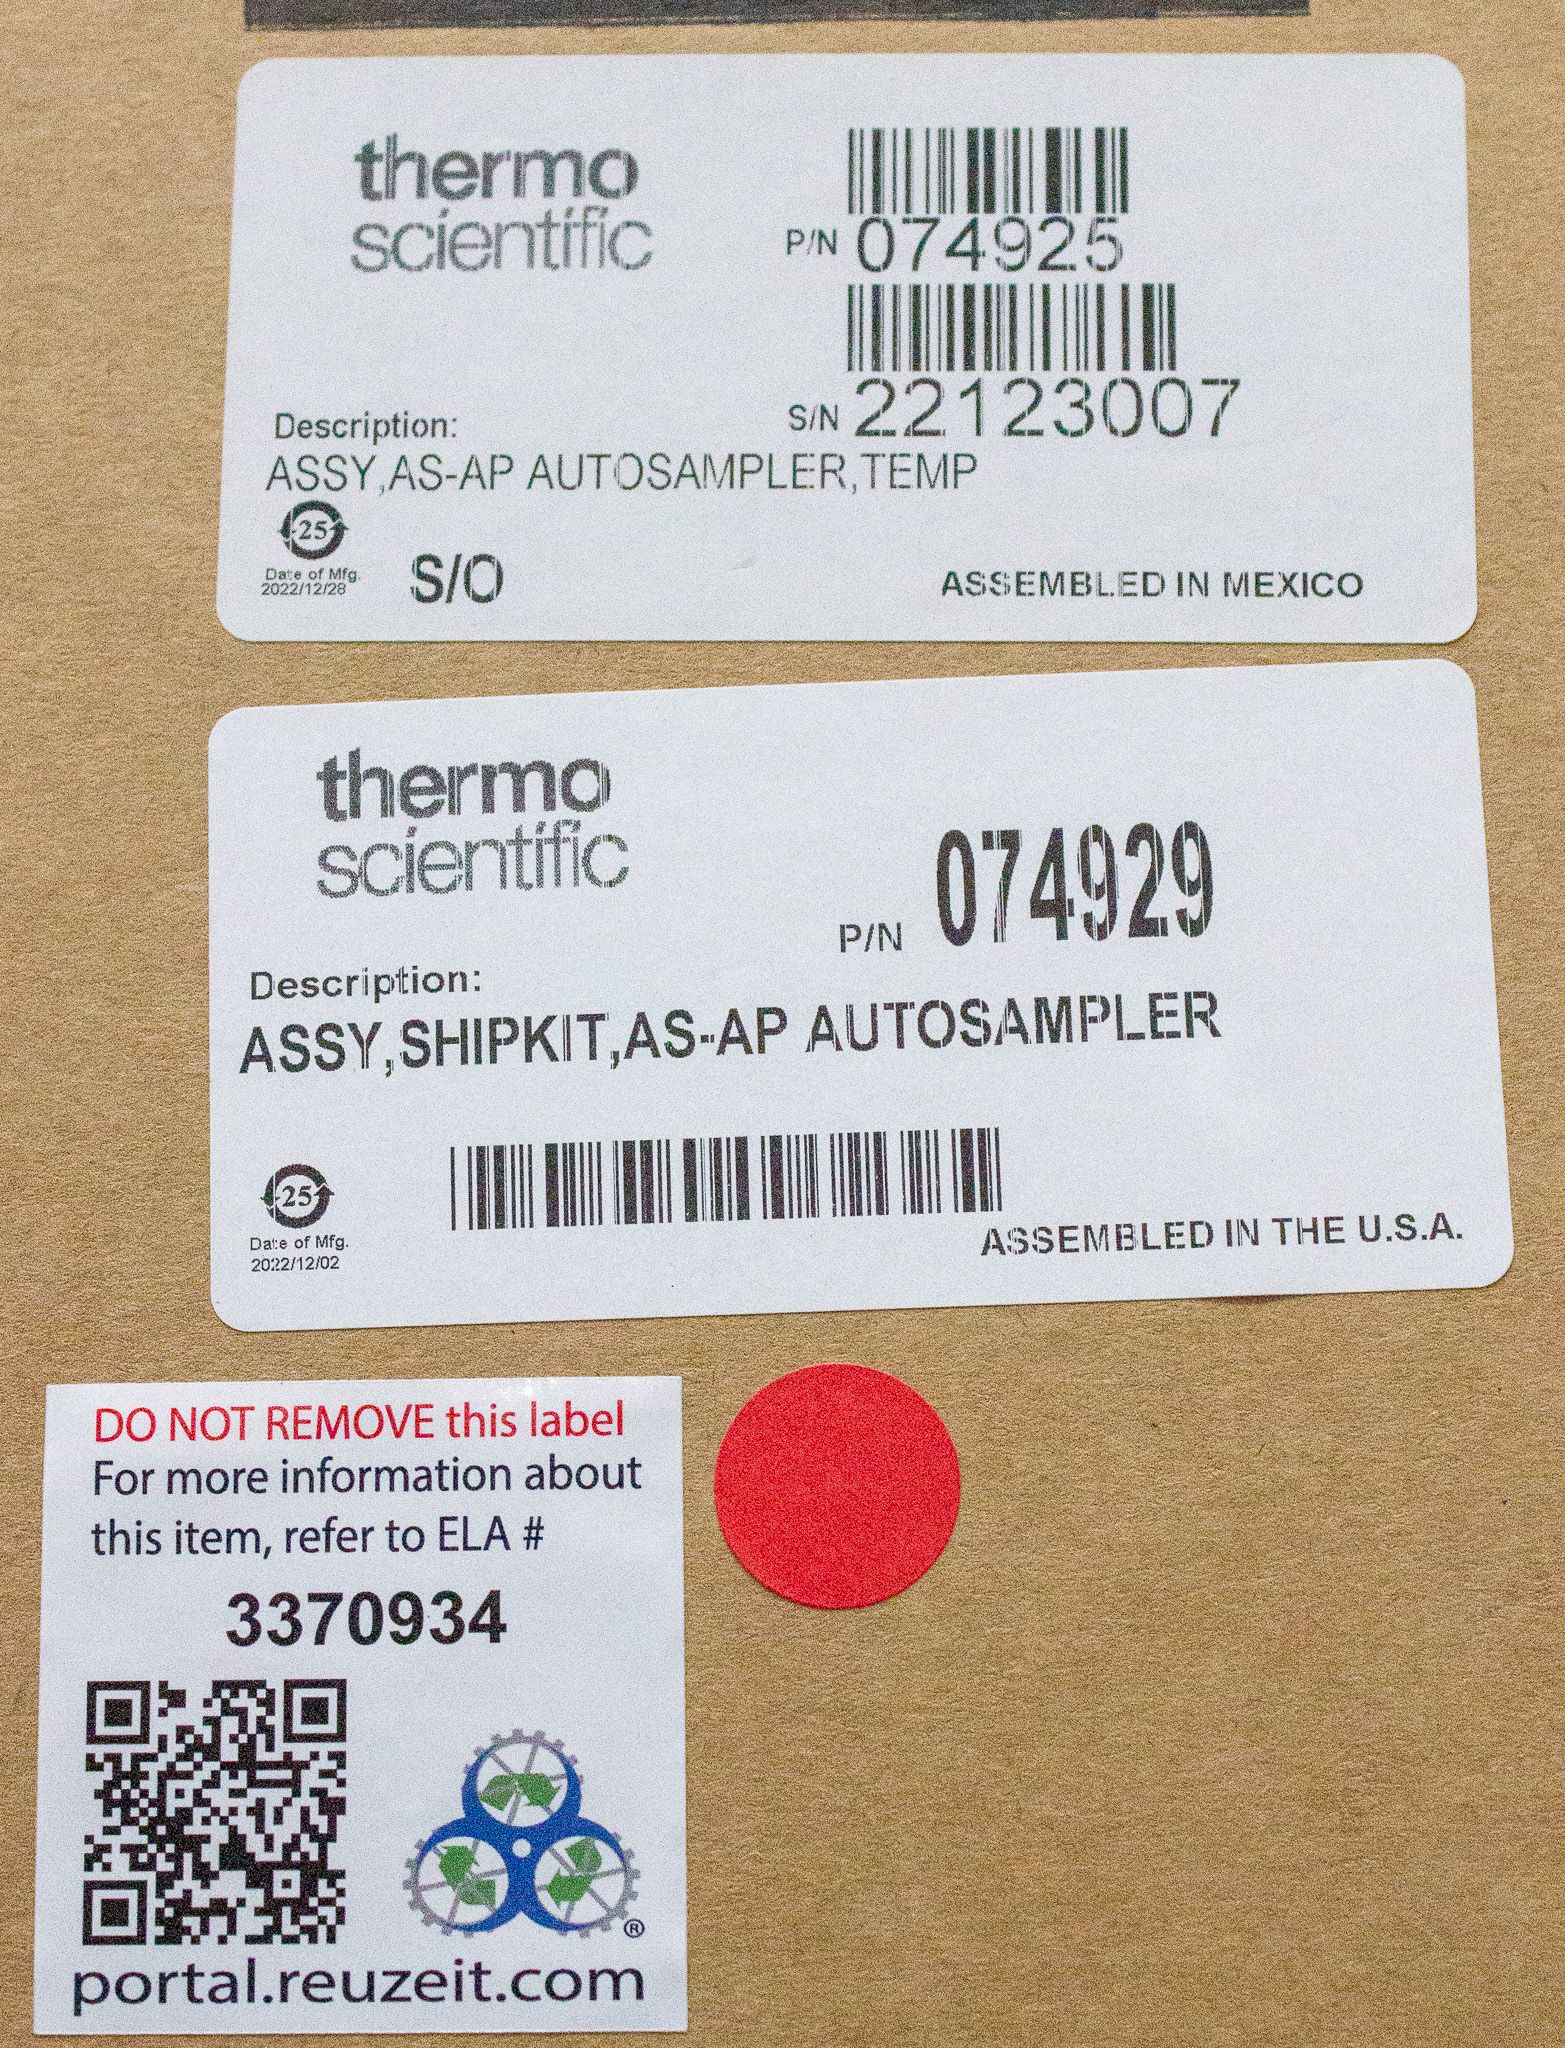 thermo
scientific
P/N 074925
S/N 22123007
Description:
ASSY,AS-AP AUTOSAMPLER,TEMP
25
Date of Mfg.
2022/12/28
S/O
ASSEMBLED IN MEXICO
thermo
scientific
P/N 074929
Description:
ASSY,SHIPKIT,AS-AP AUTOSAMPLER
25
Date of Mfg.
2022/12/02
ASSEMBLED IN THE U.S.A.
DO NOT REMOVE this label
For more information about
this item, refer to ELA #
3370934
®
portal.reuzeit.com